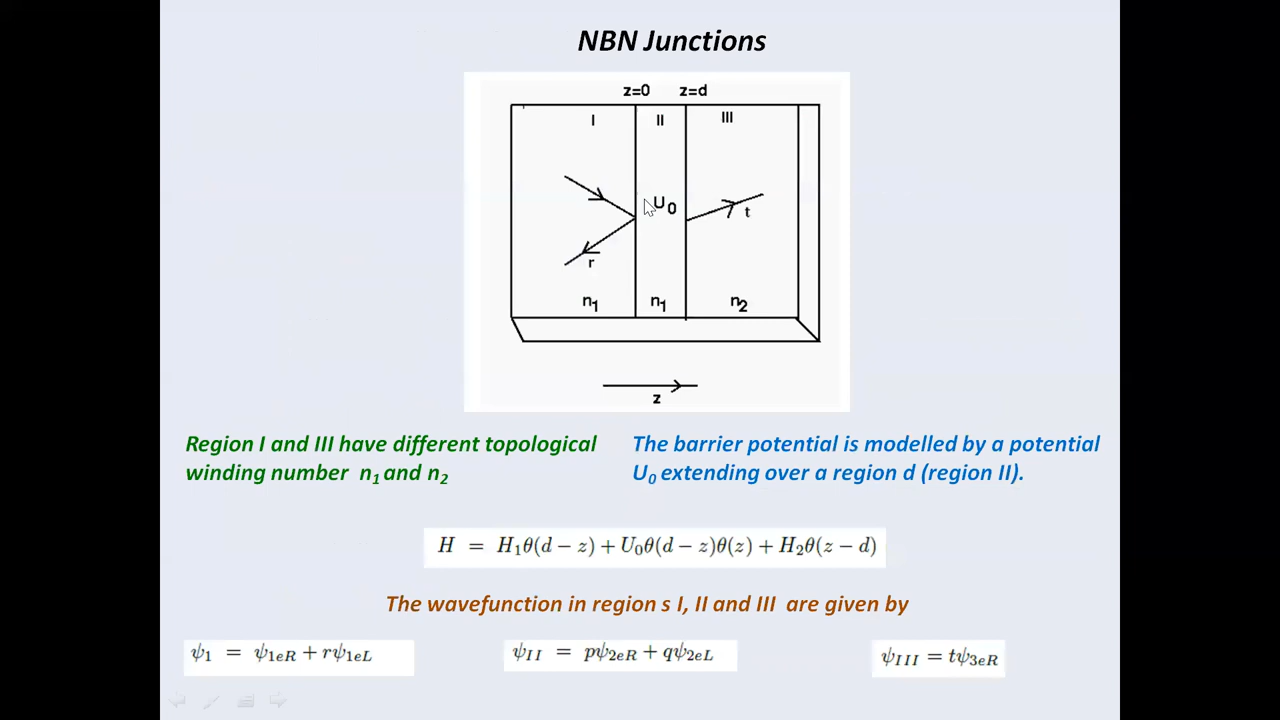 NBN Junctions
z=0 z=d
I II III
U0
t
r
n1 n1 n2
z
Region I and III have different topological
winding number n1 and n2
The barrier potential is modelled by a potential
U0 extending over a region d (region II).
H = H1θ(d − z) + U0θ(d − z)θ(z) + H2θ(z − d)
The wavefunction in region s I, II and III are given by
ψ1 = ψ1eR + rψ1eL
ψII = pψ2eR + qψ2eL
ψIII = tψ3eR